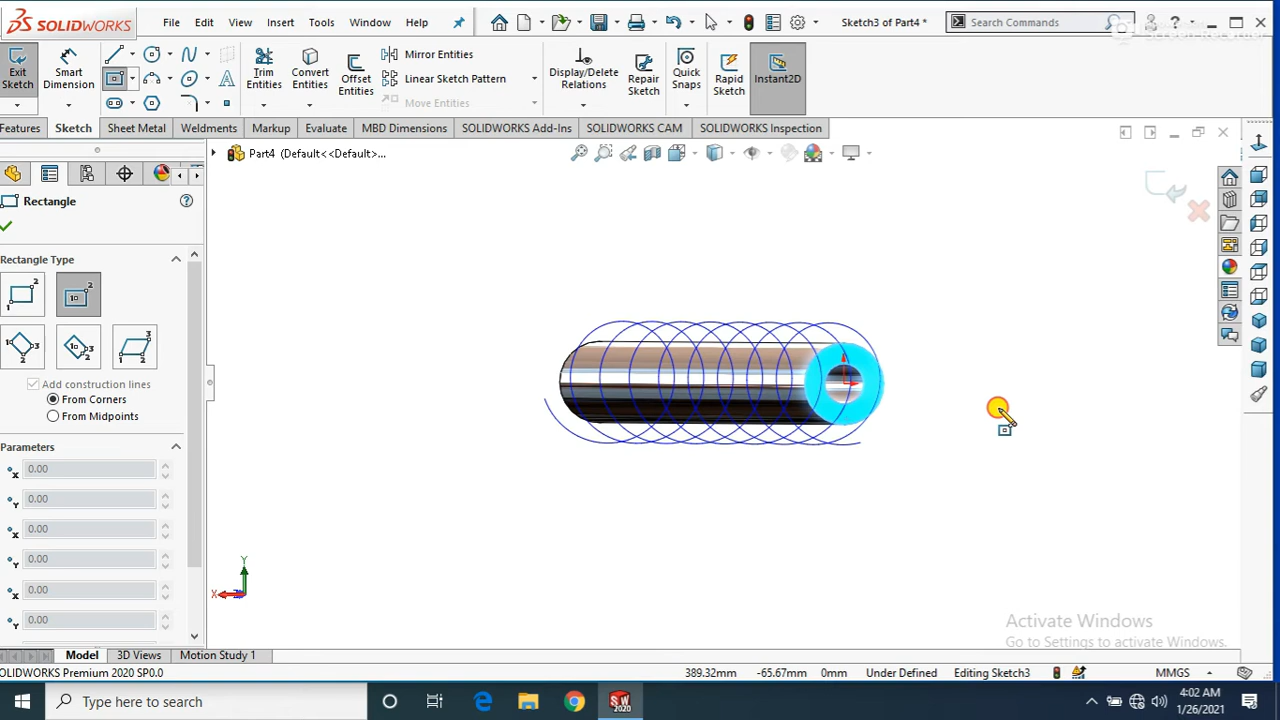 SOLIDWORKS
File Edit View Insert Tools Window Help
Sketch3 of Part4 *
Search Commands
Exit Sketch
Smart Dimension
Trim Entities
Convert Entities
Offset Entities
Mirror Entities
Linear Sketch Pattern
Move Entities
Display/Delete Relations
Repair Sketch
Quick Snaps
Rapid Sketch
Instant2D
Features Sketch Sheet Metal Weldments Markup Evaluate MBD Dimensions SOLIDWORKS Add-Ins SOLIDWORKS CAM SOLIDWORKS Inspection
Part4 (Default<<Default>...
Rectangle
Rectangle Type
Add construction lines
From Corners
From Midpoints
Parameters
0.00
0.00
0.00
0.00
0.00
0.00
Y
X
Activate Windows
Go to Settings to activate Windows.
Model 3D Views Motion Study 1
OLIDWORKS Premium 2020 SP0.0
389.32mm -65.67mm 0mm Under Defined Editing Sketch3 MMGS
Type here to search
4:02 AM
1/26/2021